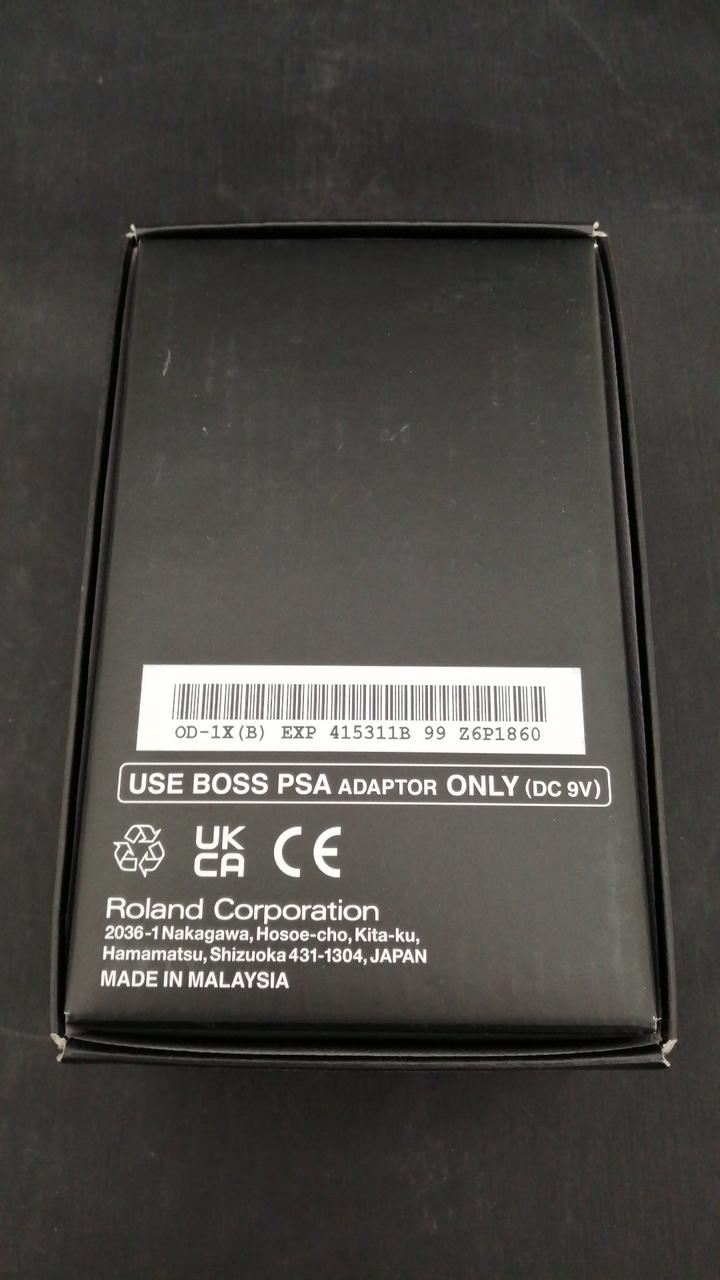 OD-1X(B) EXP 415311B 99 Z6P1860
USE BOSS PSA ADAPTOR ONLY (DC 9V)
UK
CA
CE
Roland Corporation
2036-1 Nakagawa, Hosoe-cho, Kita-ku,
Hamamatsu, Shizuoka 431-1304, JAPAN
MADE IN MALAYSIA